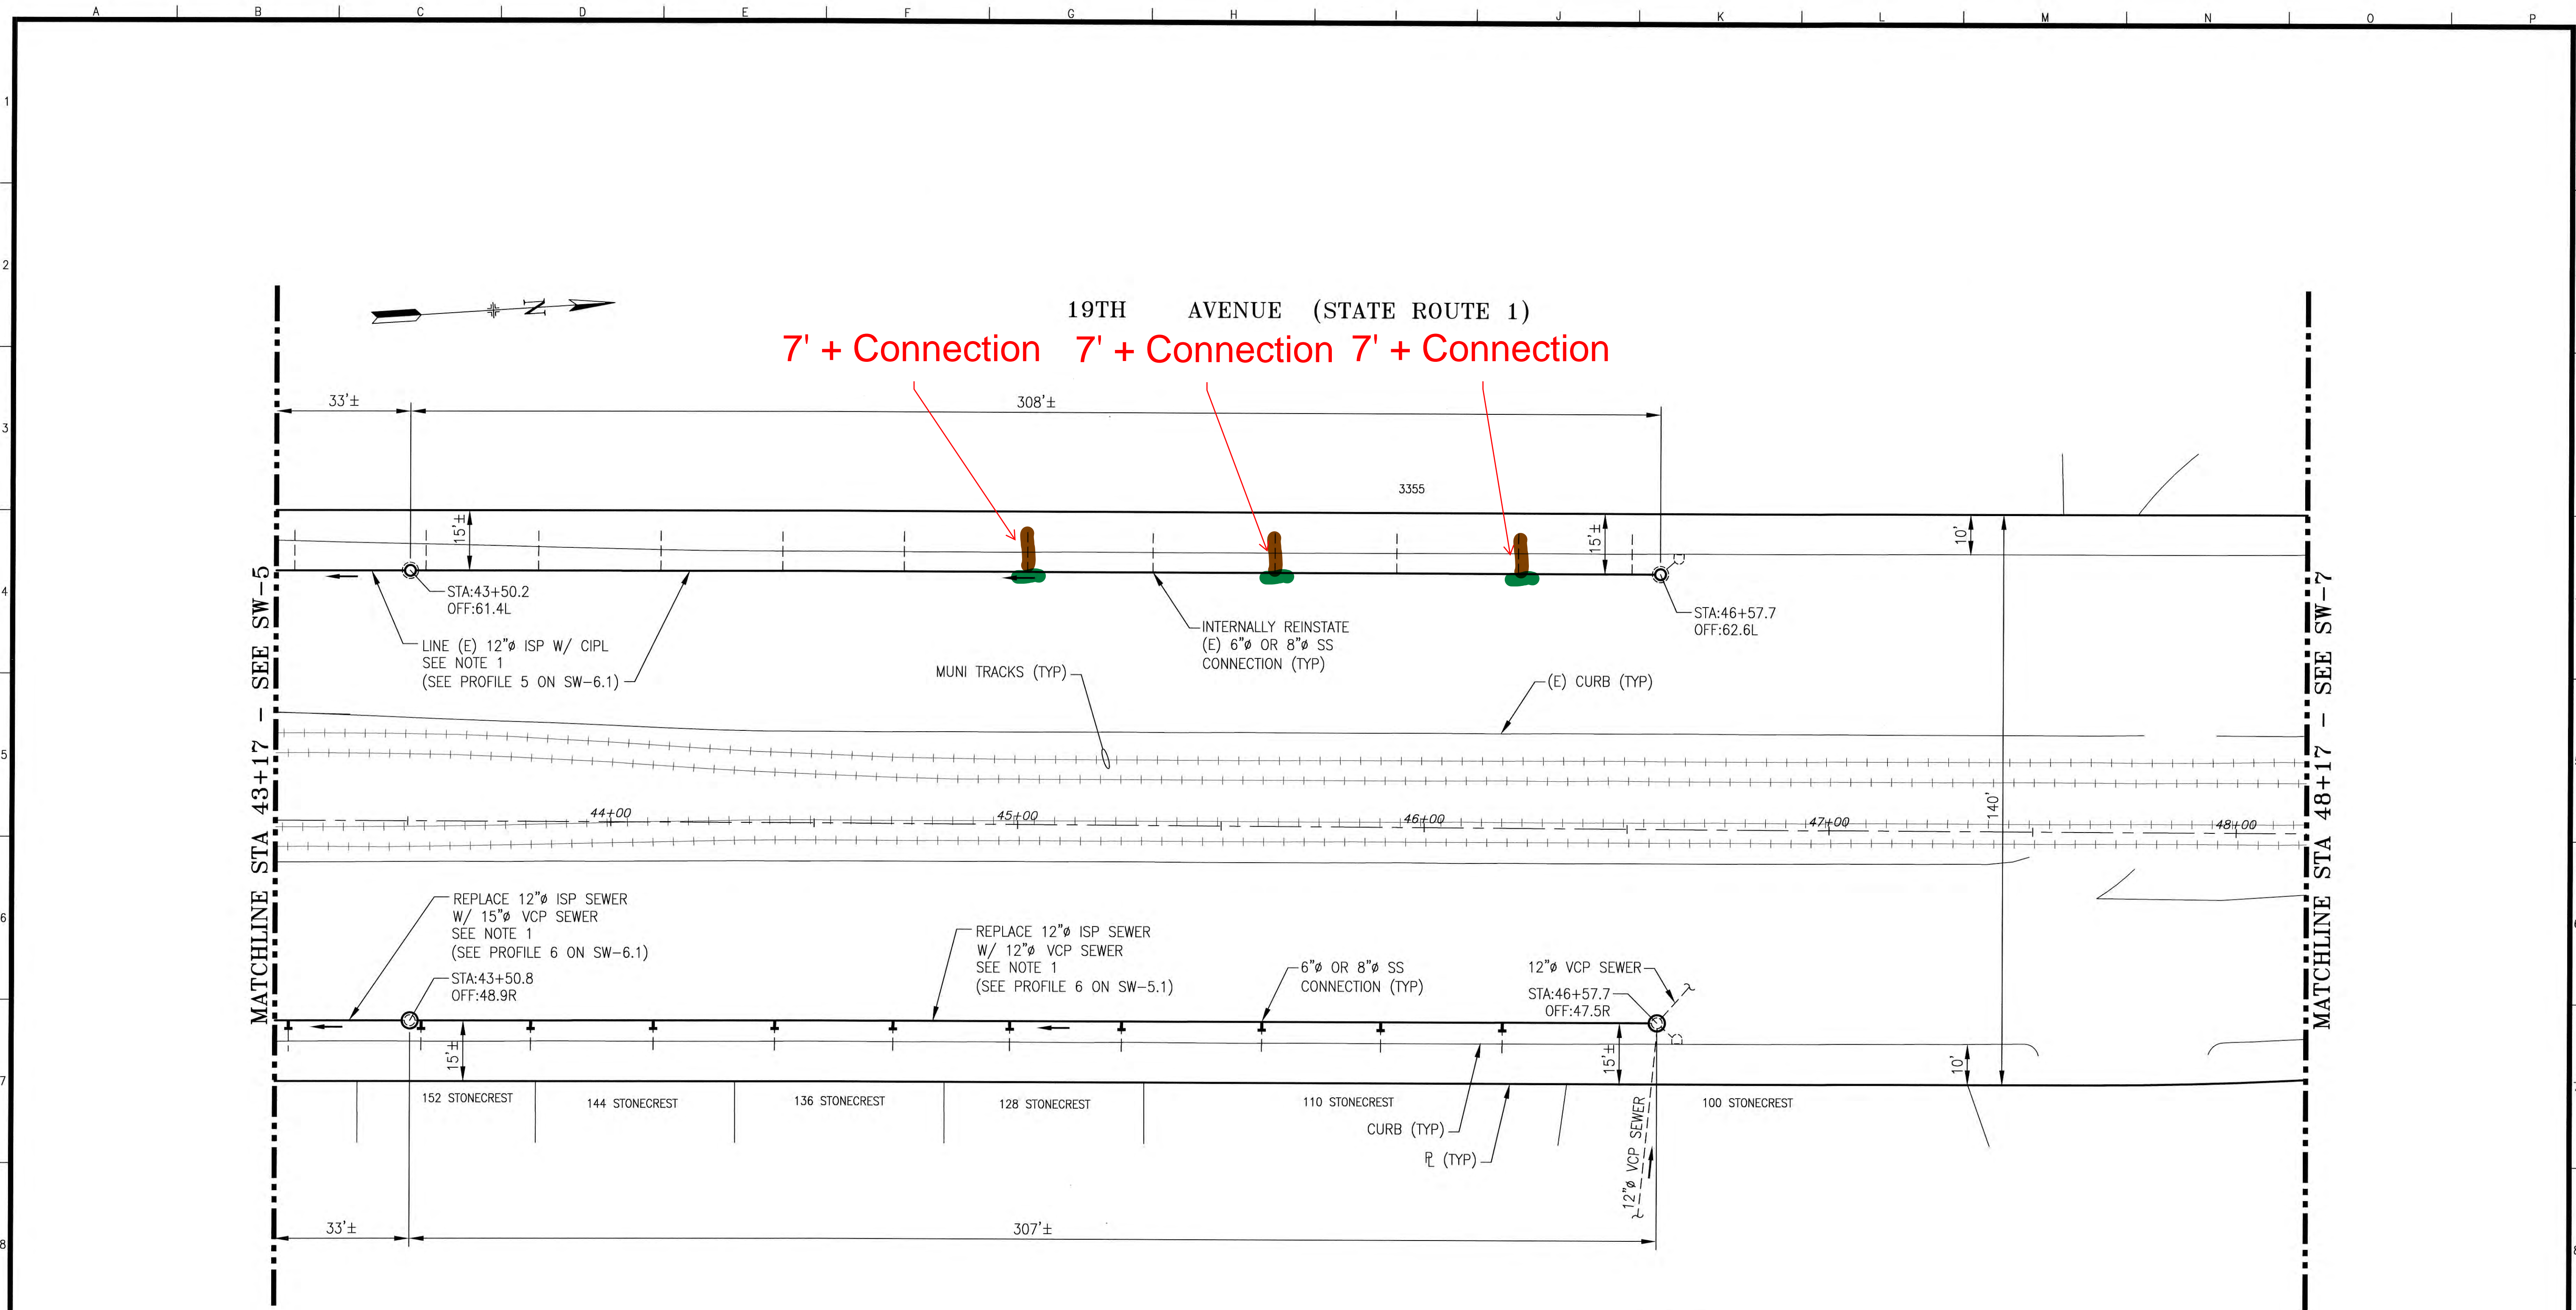 A B C D E F G H I J K L M N O P
1
2
3
4
5
6
7
8
N
19TH AVENUE (STATE ROUTE 1)
7' + Connection
7' + Connection
7' + Connection
33'±
308'±
3355
15'±
15'±
10'
STA:43+50.2
OFF:61.4L
STA:46+57.7
OFF:62.6L
LINE (E) 12"ø ISP W/ CIPL
SEE NOTE 1
(SEE PROFILE 5 ON SW-6.1)
INTERNALLY REINSTATE
(E) 6"ø OR 8"ø SS
CONNECTION (TYP)
MUNI TRACKS (TYP)
(E) CURB (TYP)
MATCHLINE STA 43+17 - SEE SW-5
MATCHLINE STA 48+17 - SEE SW-7
44+00
45+00
46+00
47+00
48+00
140'
REPLACE 12"ø ISP SEWER
W/ 15"ø VCP SEWER
SEE NOTE 1
(SEE PROFILE 6 ON SW-6.1)
STA:43+50.8
OFF:48.9R
REPLACE 12"ø ISP SEWER
W/ 12"ø VCP SEWER
SEE NOTE 1
(SEE PROFILE 6 ON SW-5.1)
6"ø OR 8"ø SS
CONNECTION (TYP)
12"ø VCP SEWER
STA:46+57.7
OFF:47.5R
15'±
15'±
10'
152 STONECREST
144 STONECREST
136 STONECREST
128 STONECREST
110 STONECREST
100 STONECREST
CURB (TYP)
PL (TYP)
12"ø VCP SEWER
33'±
307'±